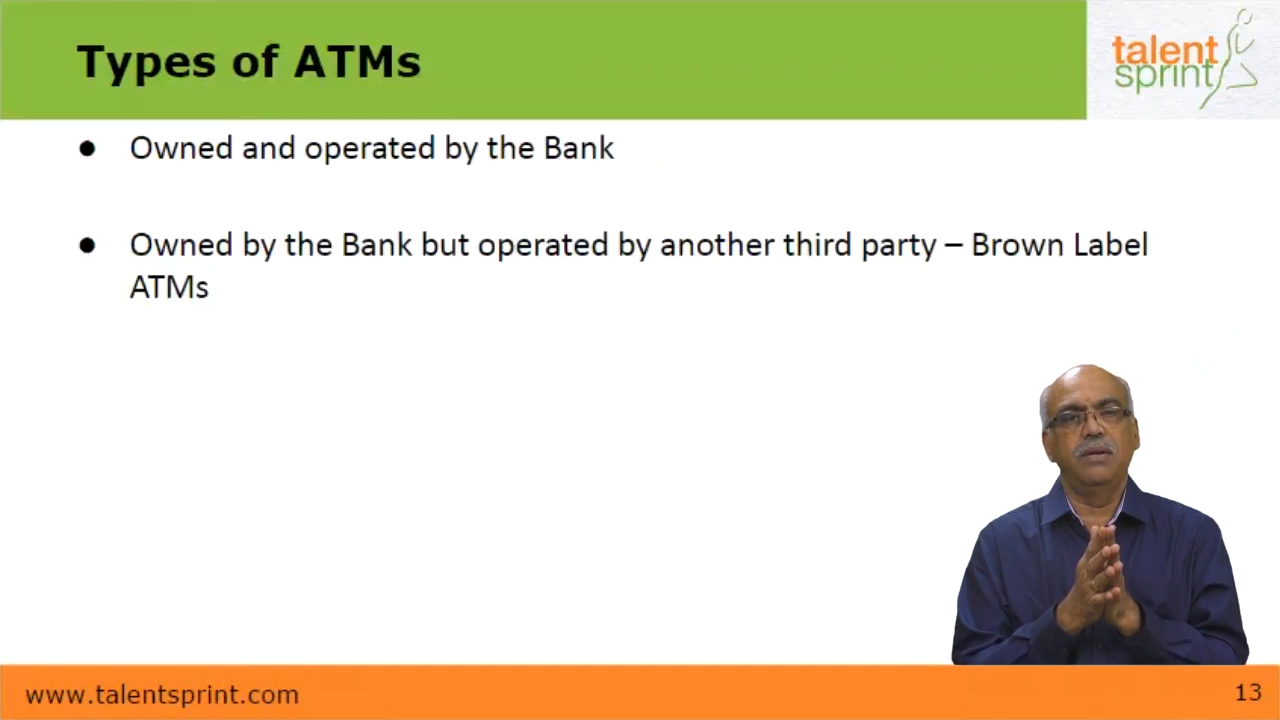 Types of ATMs
talent
sprint
● Owned and operated by the Bank
● Owned by the Bank but operated by another third party – Brown Label
ATMs
www.talentsprint.com
13